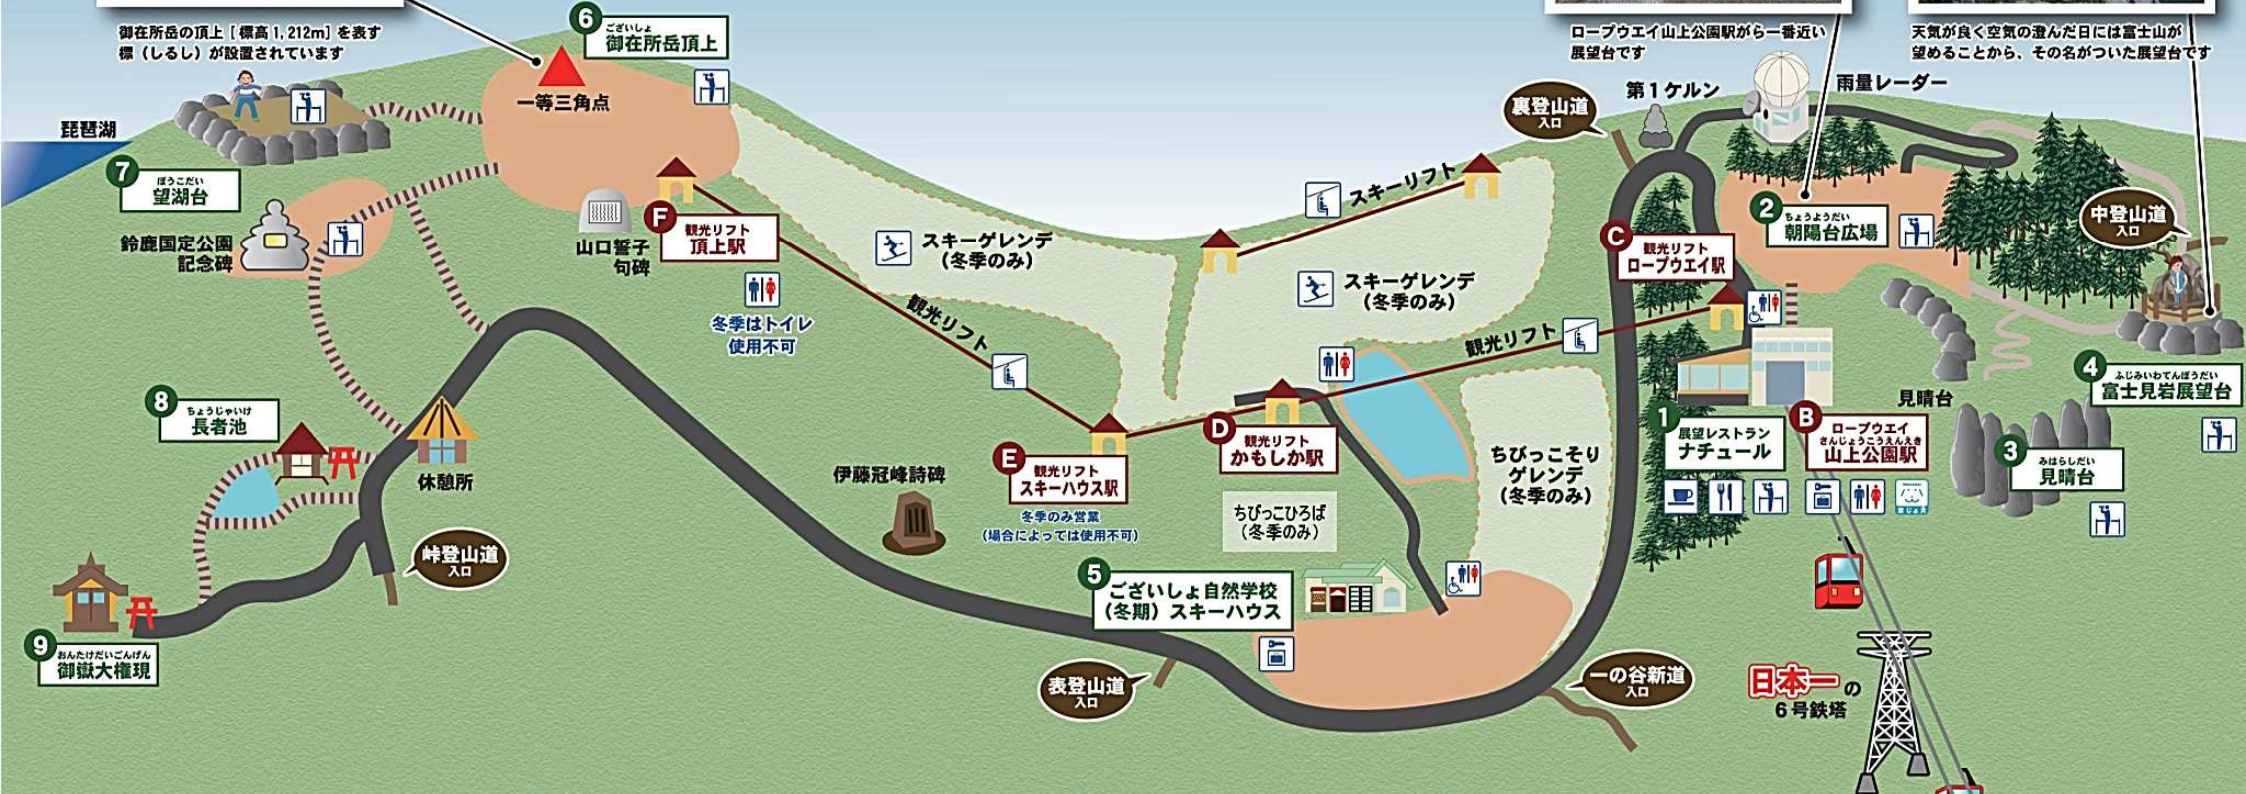 御在所岳の頂上［標高1,212m］を表す
標（しるし）が設置されています
6
ございしょ
御在所岳頂上
一等三角点
琵琶湖
7
ぼうこだい
望湖台
鈴鹿国定公園
記念碑
山口誓子
句碑
F
観光リフト
頂上駅
冬季はトイレ
使用不可
スキーゲレンデ
（冬季のみ）
観光リフト
スキーリフト
スキーゲレンデ
（冬季のみ）
観光リフト
ロープウエイ山上公園駅がら一番近い
展望台です
天気が良く空気の澄んだ日には富士山が
望めることから、その名がついた展望台です
裏登山道
入口
第1ケルン
雨量レーダー
2
ちょうようだい
朝陽台広場
中登山道
入口
C
観光リフト
ロープウエイ駅
4
ふじみいわてんぼうだい
富士見岩展望台
見晴台
3
みはらしだい
見晴台
1
展望レストラン
ナチュール
B
ロープウエイ
さんじょうこうえんえき
山上公園駅
8
ちょうじゃいけ
長者池
休憩所
伊藤冠峰詩碑
E
観光リフト
スキーハウス駅
冬季のみ営業
（場合によっては使用不可）
D
観光リフト
かもしか駅
ちびっこひろば
（冬季のみ）
ちびっこそり
ゲレンデ
（冬季のみ）
峠登山道
入口
5
ございしょ自然学校
（冬期）スキーハウス
9
おんたけだいごんげん
御嶽大権現
表登山道
入口
一の谷新道
入口
日本一の
6号鉄塔